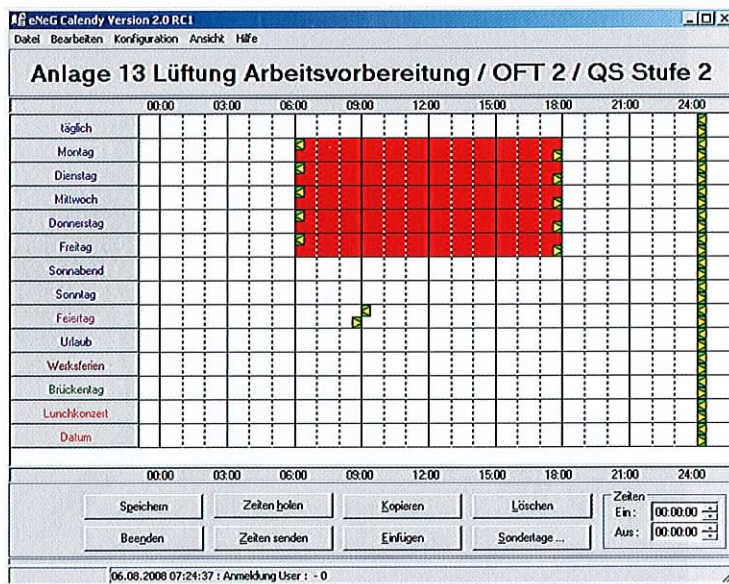 eNeG Calendy Version 2.0 RC1
Datei Bearbeiten Konfiguration Ansicht Hilfe
Anlage 13 Lüftung Arbeitsvorbereitung / OFT 2 / QS Stufe 2
00:00 03:00 06:00 09:00 12:00 15:00 18:00 21:00 24:00
täglich
Montag
Dienstag
Mittwoch
Donnerstag
Freitag
Sonnabend
Sonntag
Feiertag
Urlaub
Werksferien
Brückentag
Lunchkonzert
Datum
00:00 03:00 06:00 09:00 12:00 15:00 18:00 21:00 24:00
Speichern Zeiten holen Kopieren Löschen
Beenden Zeiten senden Einfügen Sondertage ...
Zeiten
Ein: 00:00:00
Aus: 00:00:00
06.08.2008 07:24:37 : Anmeldung User : - 0